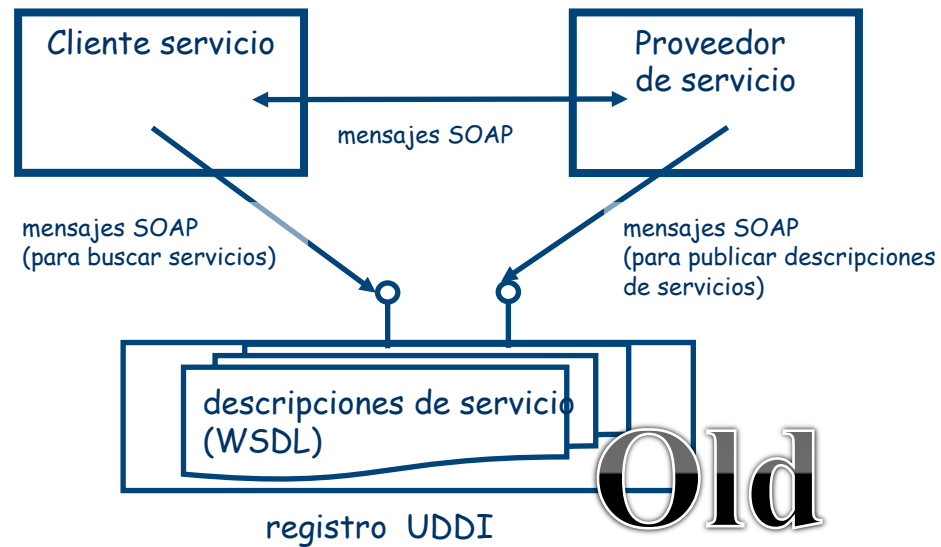 Cliente servicio
Proveedor
de servicio
mensajes SOAP
mensajes SOAP
(para buscar servicios)
mensajes SOAP
(para publicar descripciones
de servicios)
descripciones de servicio
(WSDL)
Old
registro UDDI